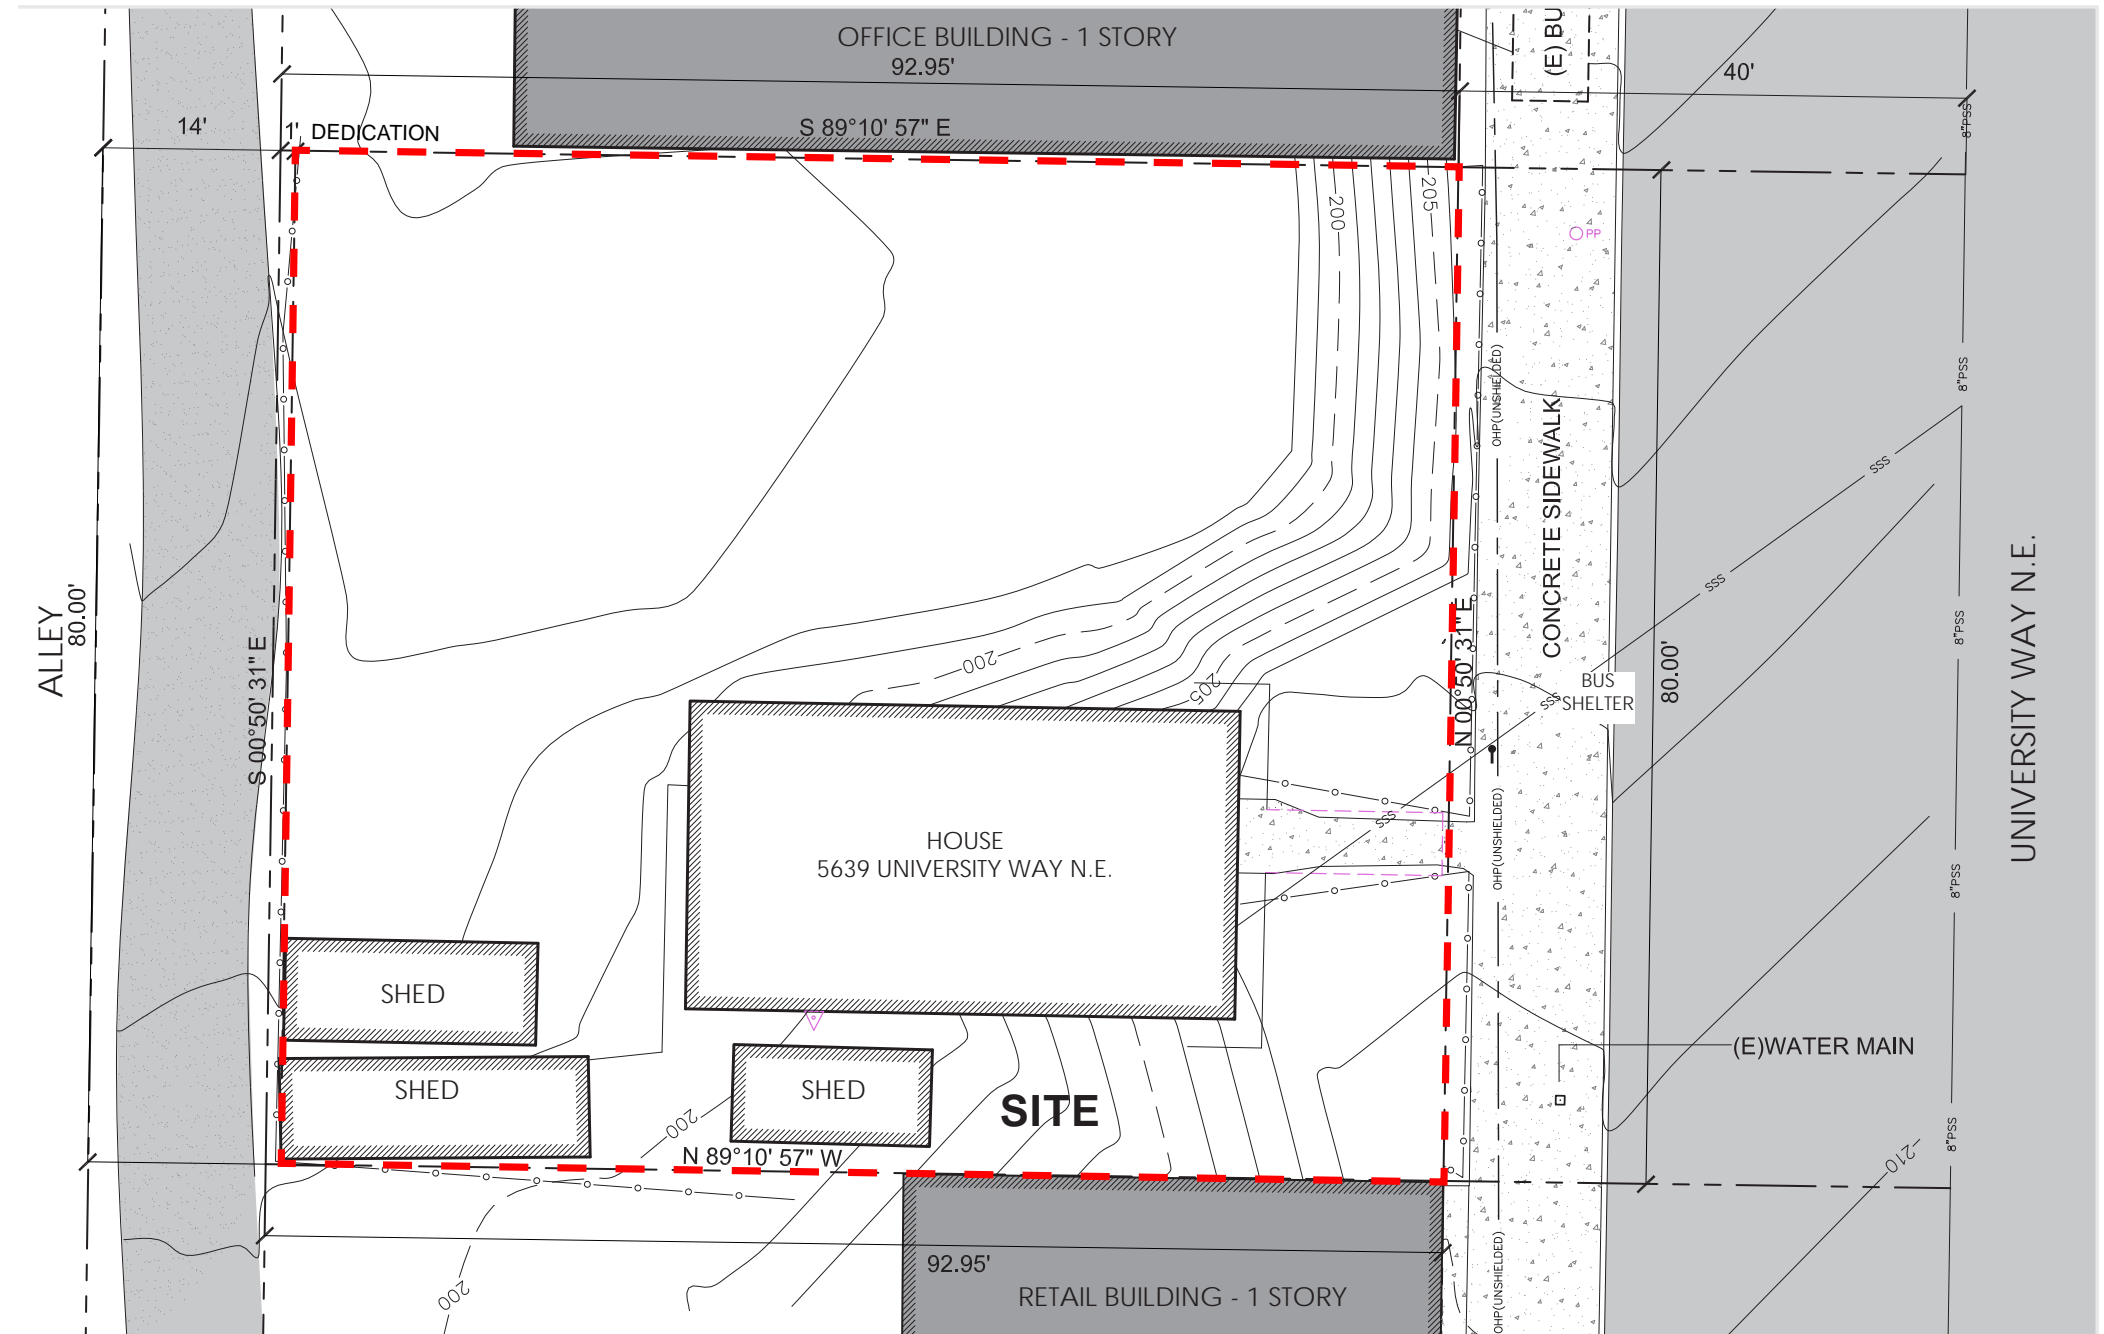 OFFICE BUILDING - 1 STORY
92.95'
(E) BU
40'
14'
1' DEDICATION
S 89°10' 57" E
8"PSS
PP
200
205
OHP(UNSHIELDED)
8"PSS
CONCRETE SIDEWALK
SSS
SSS
ALLEY
80.00'
S 00°50' 31" E
N 00°50' 31" E
80.00'
8"PSS
UNIVERSITY WAY N.E.
200
205
BUS
SHELTER
SSS
SSS
HOUSE
5639 UNIVERSITY WAY N.E.
OHP(UNSHIELDED)
8"PSS
SHED
SHED
SHED
SITE
(E)WATER MAIN
200
N 89°10' 57" W
8"PSS
210
92.95'
RETAIL BUILDING - 1 STORY
200
OHP(UNSHIELDED)